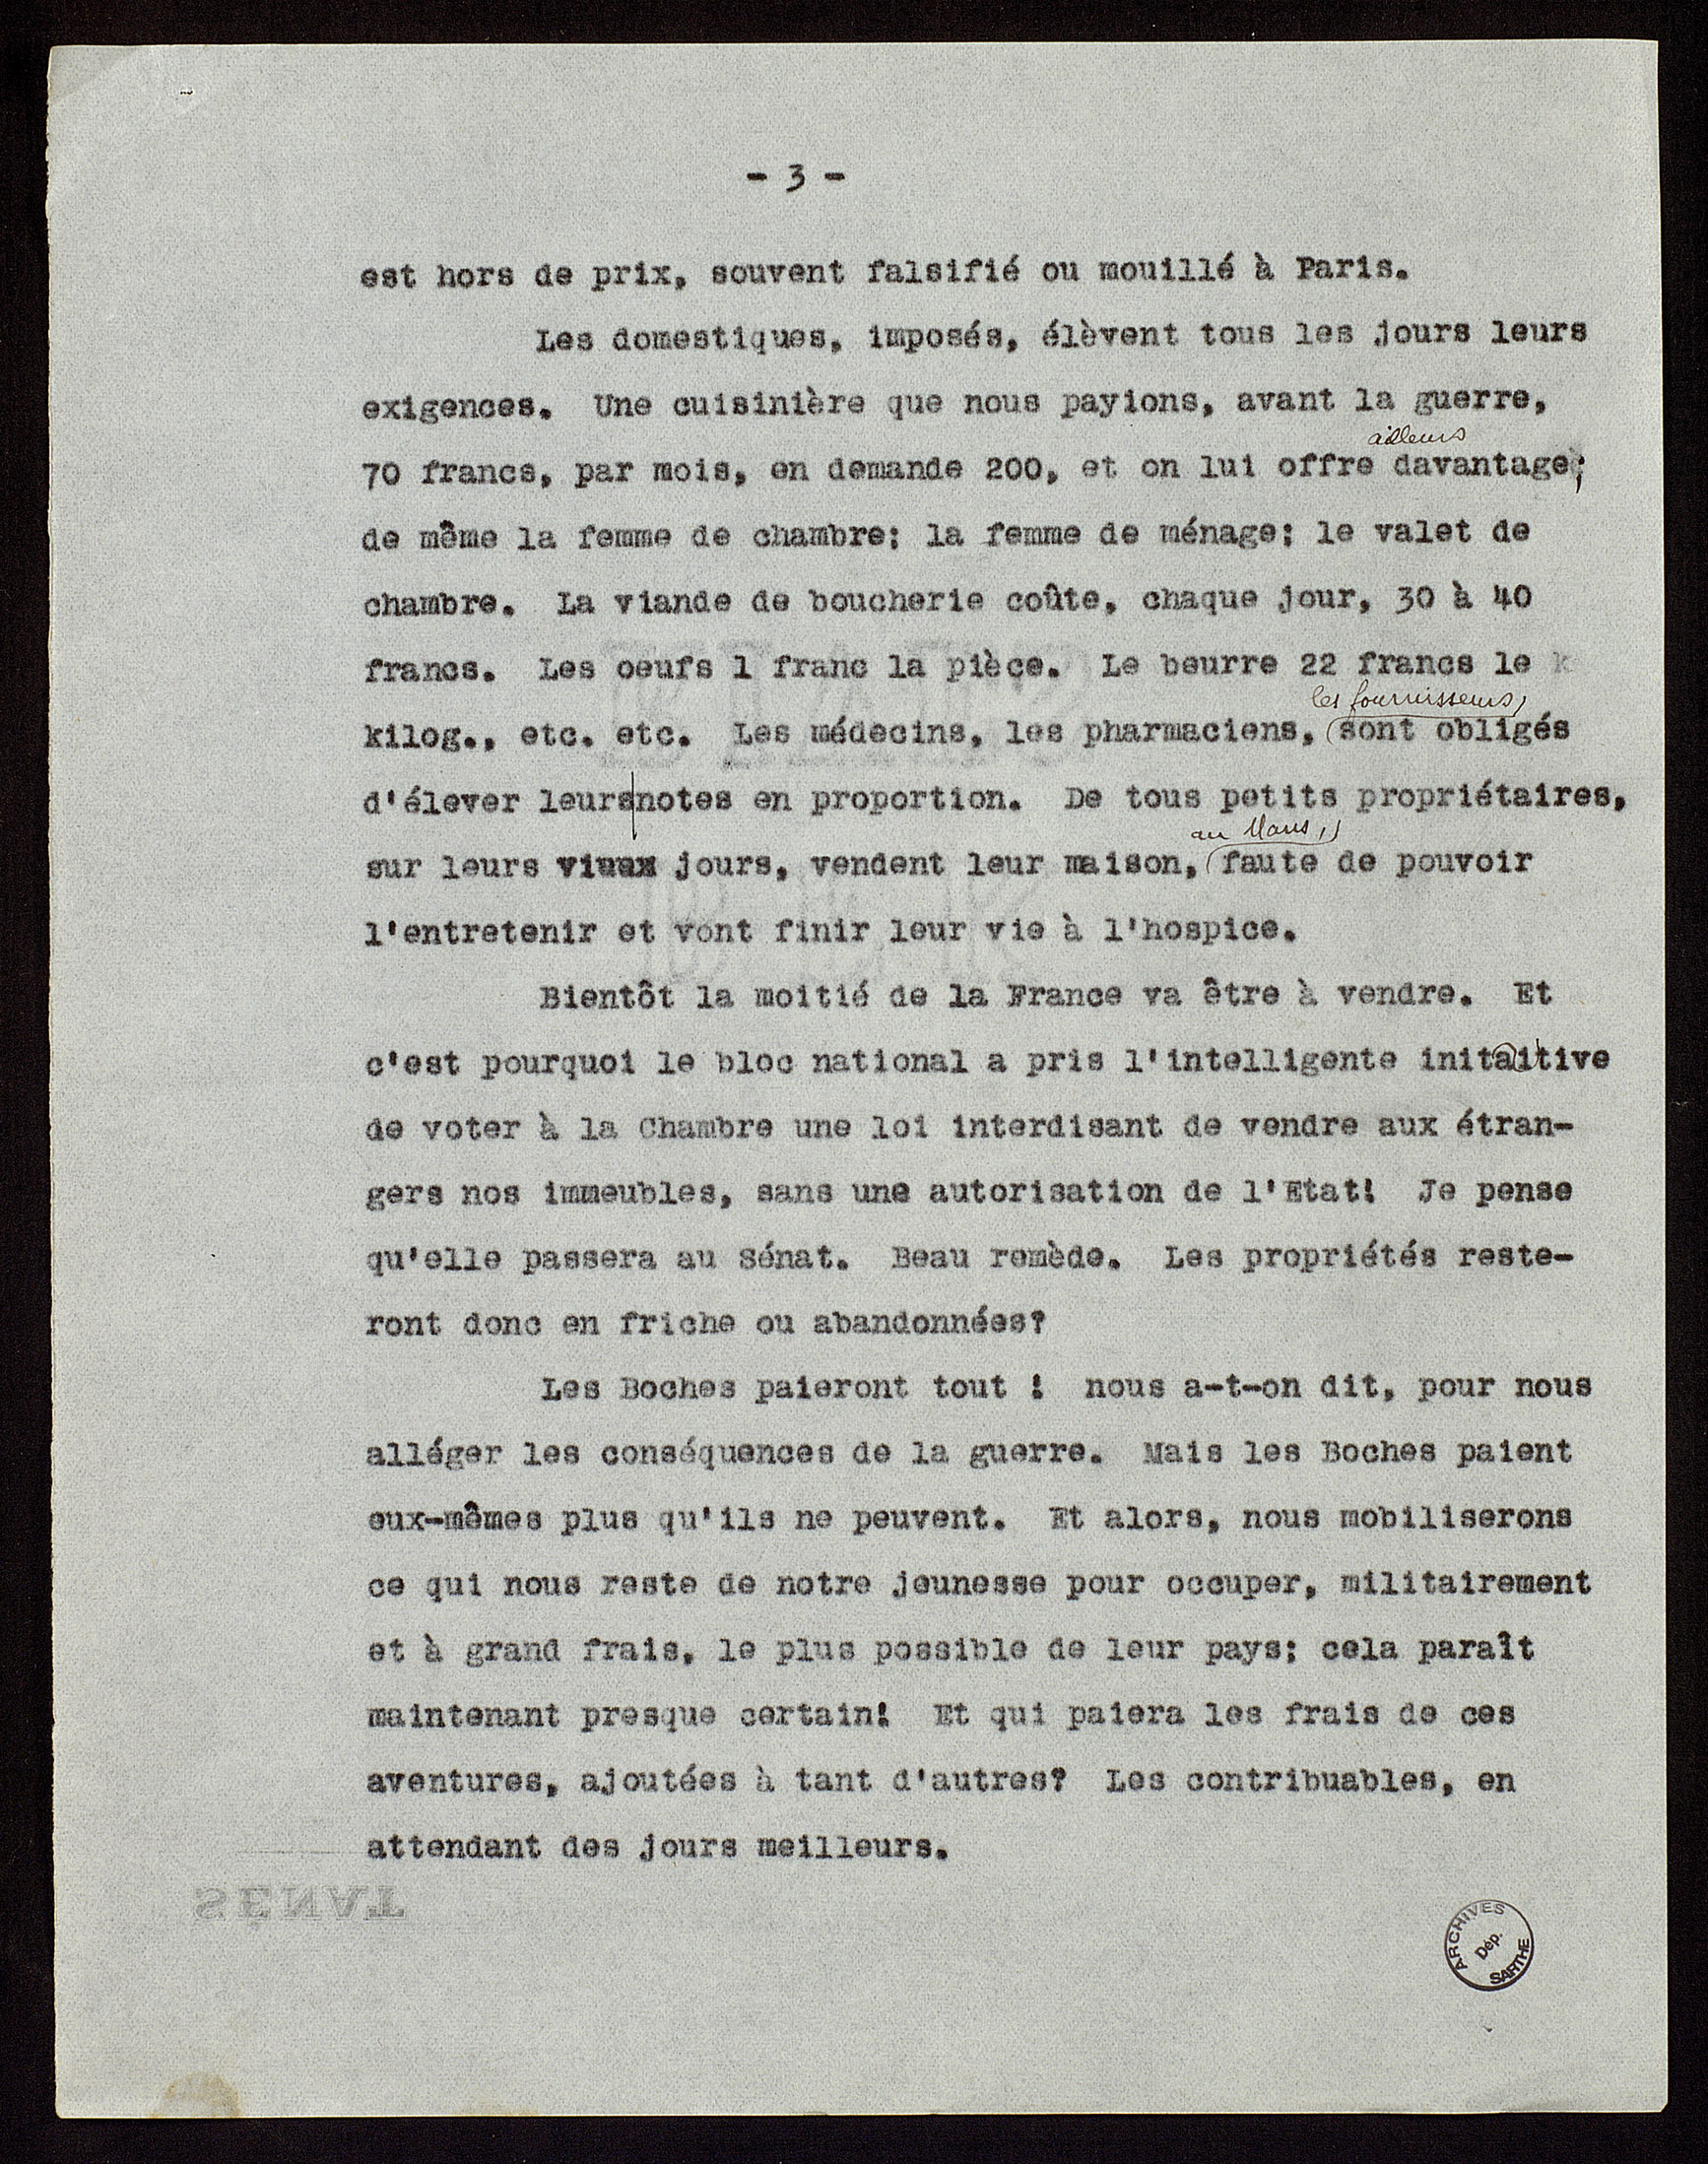 - 3 -
est hors de prix, souvent falsifié ou mouillé à Paris.
Les domestiques, imposés, élèvent tous les jours leurs
exigences. Une cuisinière que nous payions, avant la guerre,
ailleurs
70 francs, par mois, en demande 200, et on lui offre davantage;
de même la femme de chambre; la femme de ménage; le valet de
chambre. La viande de boucherie coûte, chaque jour, 30 à 40
francs. Les oeufs 1 franc la pièce. Le beurre 22 francs le k
les fournisseurs,
kilog., etc. etc. Les médecins, les pharmaciens, sont obligés
d'élever leurs|notes en proportion. De tous petits propriétaires,
au Mans,
sur leurs vieux jours, vendent leur maison, faute de pouvoir
l'entretenir et vont finir leur vie à l'hospice.
Bientôt la moitié de la France va être à vendre. Et
c'est pourquoi le bloc national a pris l'intelligente initaitive
de voter à la Chambre une loi interdisant de vendre aux étran-
gers nos immeubles, sans une autorisation de l'Etat! Je pense
qu'elle passera au Sénat. Beau remède. Les propriétés reste-
ront donc en friche ou abandonnées?
Les Boches paieront tout ! nous a-t-on dit, pour nous
alléger les conséquences de la guerre. Mais les Boches paient
eux-mêmes plus qu'ils ne peuvent. Et alors, nous mobiliserons
ce qui nous reste de notre jeunesse pour occuper, militairement
et à grand frais, le plus possible de leur pays; cela paraît
maintenant presque certain! Et qui paiera les frais de ces
aventures, ajoutées à tant d'autres? Les contribuables, en
attendant des jours meilleurs.
SÉNAT
ARCHIVES
Dép.
SARTHE